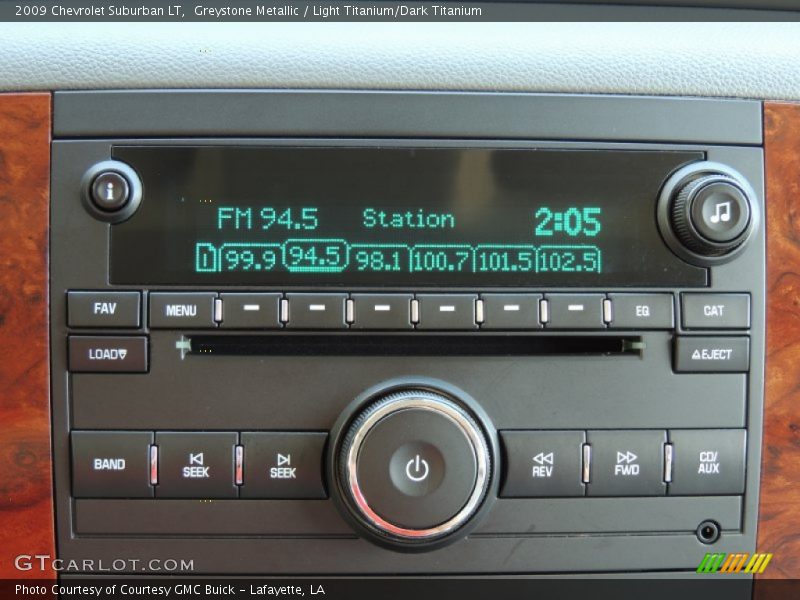 2009 Chevrolet Suburban LT,  Greystone Metallic / Light Titanium/Dark Titanium
i
FM 94.5 Station 2:05
1 99.9 94.5 98.1 100.7 101.5 102.5
FAV MENU EQ CAT
LOAD EJECT
BAND SEEK SEEK REV FWD CD/
AUX
GTCARLOT.COM
Photo Courtesy of Courtesy GMC Buick - Lafayette, LA